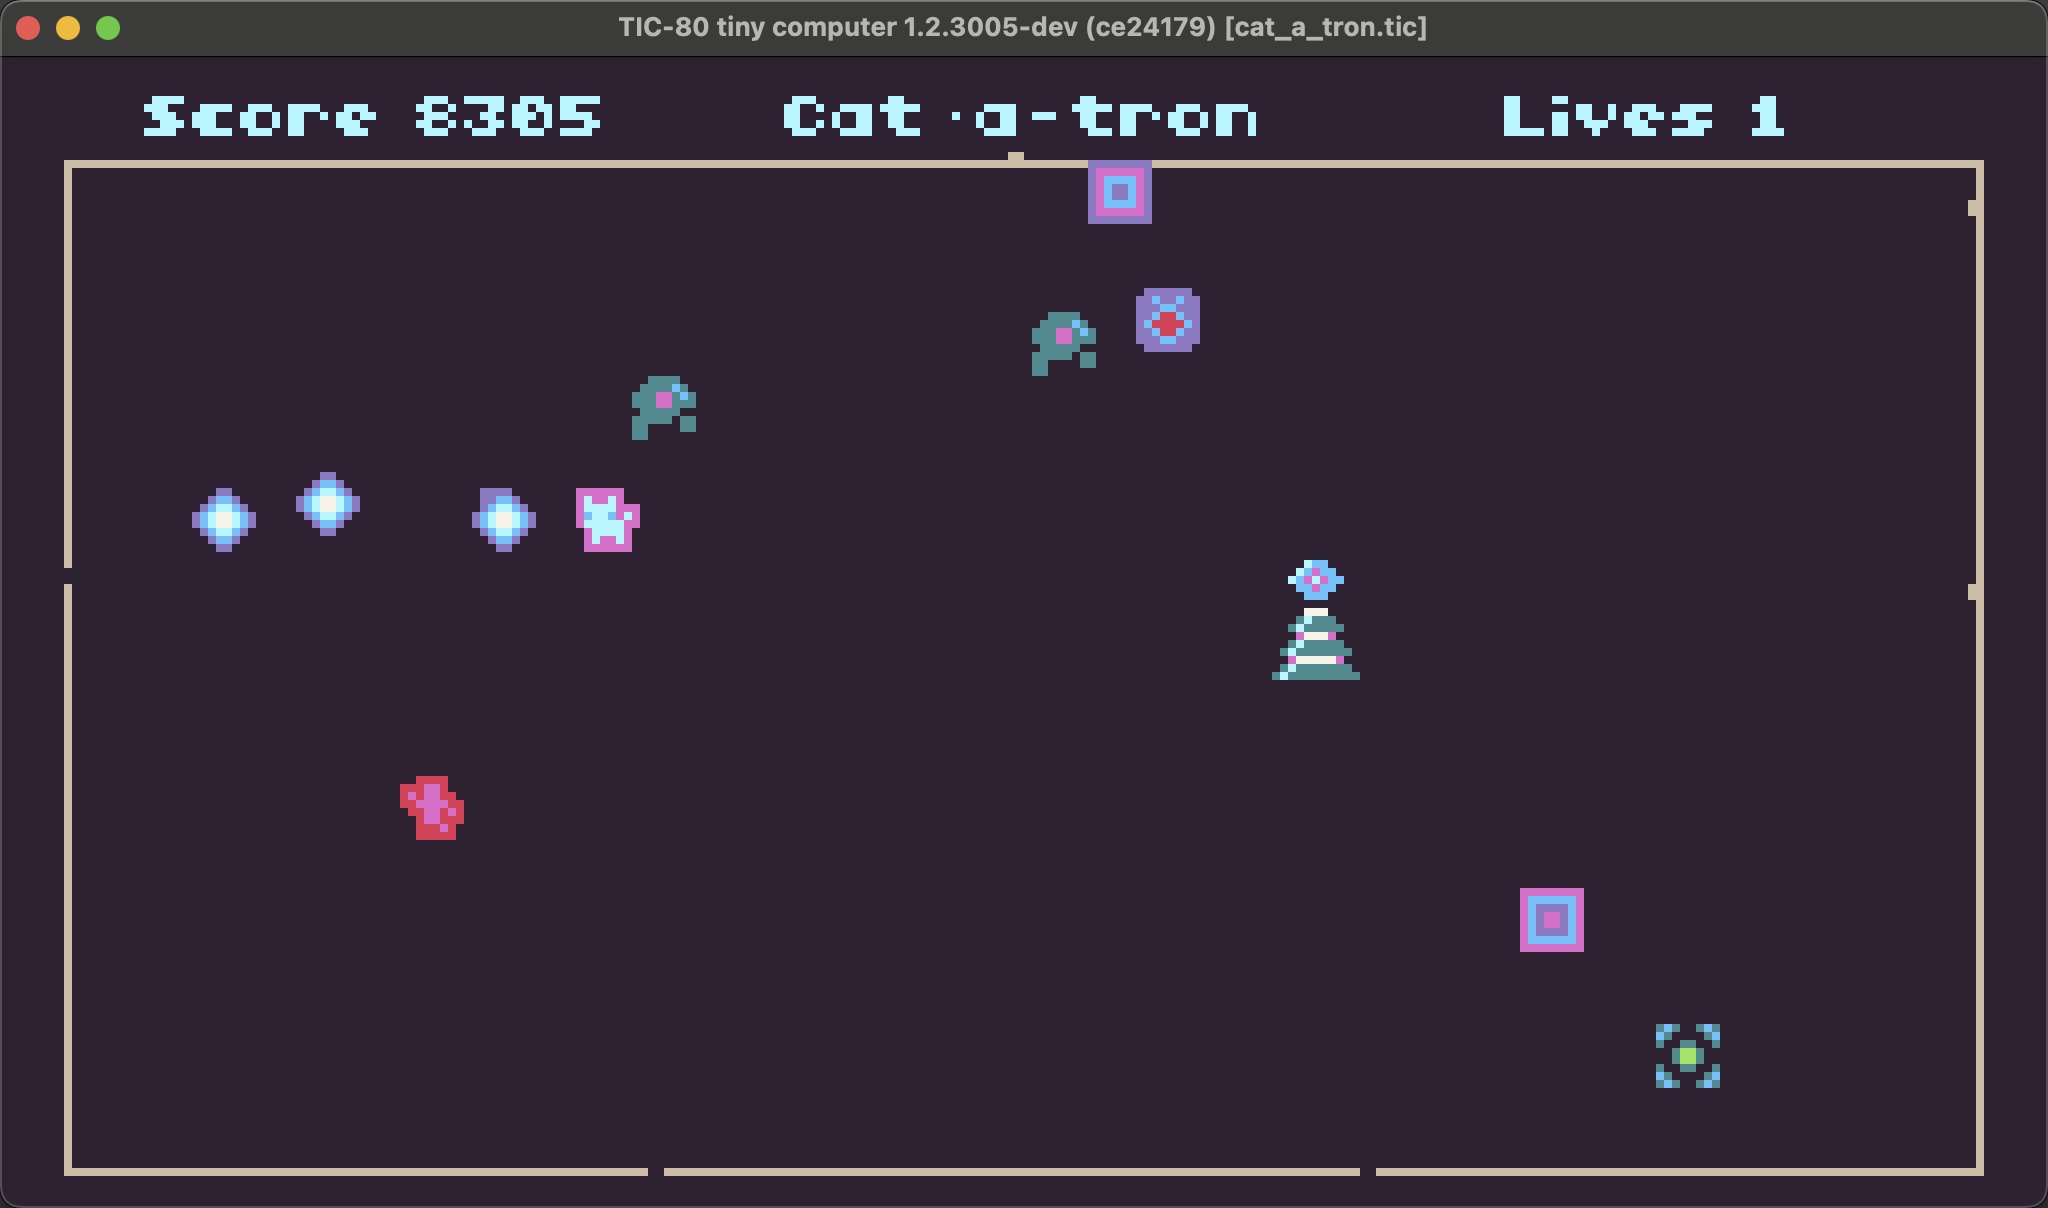 TIC-80 tiny computer 1.2.3005-dev (ce24179) [cat_a_tron.tic]
Score 8305 Cat-a-tron Lives 1